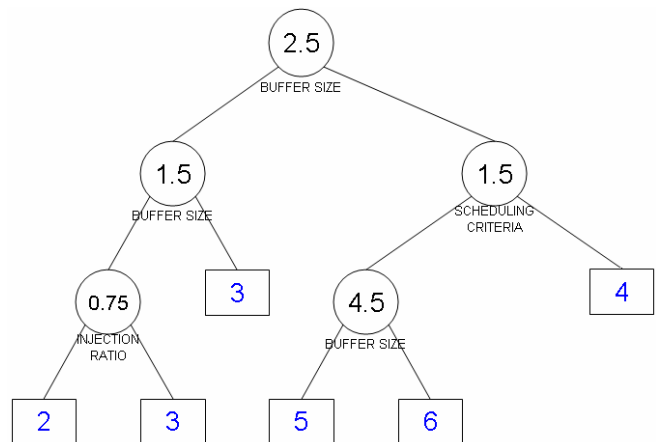 2.5
BUFFER SIZE
1.5
BUFFER SIZE
1.5
SCHEDULING
CRITERIA
0.75
INJECTION
RATIO
3
4.5
BUFFER SIZE
4
2
3
5
6